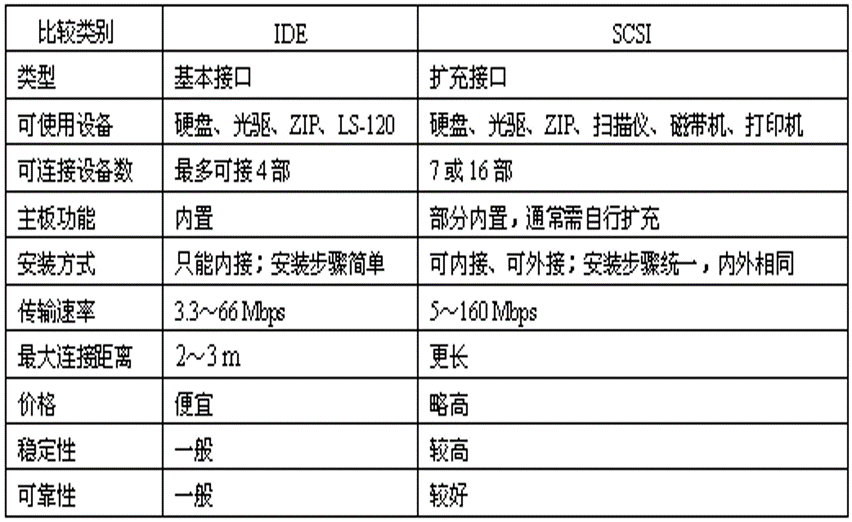 比较类别 IDE SCSI
类型 基本接口 扩充接口
可使用设备 硬盘、光驱、ZIP、LS-120 硬盘、光驱、ZIP、扫描仪、磁带机、打印机
可连接设备数 最多可接4部 7或16部
主板功能 内置 部分内置，通常需自行扩充
安装方式 只能内接；安装步骤简单 可内接、可外接；安装步骤统一，内外相同
传输速率 3.3～66 Mbps 5～160 Mbps
最大连接距离 2～3 m 更长
价格 便宜 略高
稳定性 一般 较高
可靠性 一般 较好